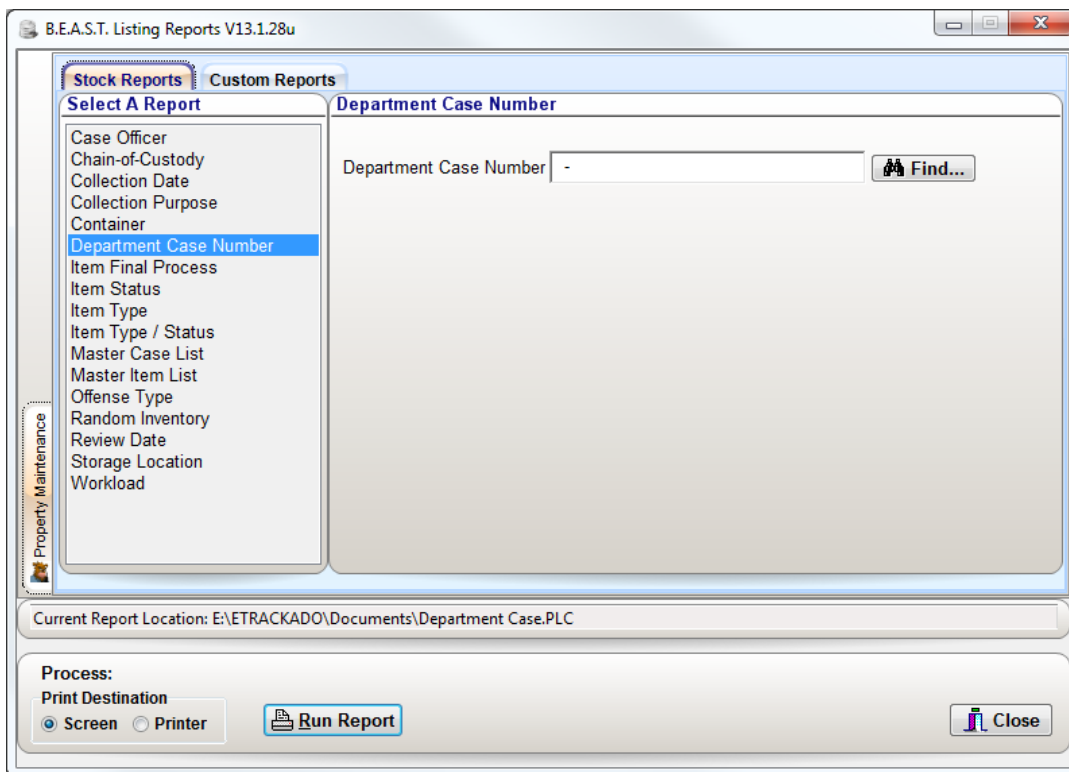 B.E.A.S.T. Listing Reports V13.1.28u
Stock Reports
Custom Reports
Select A Report
Case Officer
Chain-of-Custody
Collection Date
Collection Purpose
Container
Department Case Number
Item Final Process
Item Status
Item Type
Item Type / Status
Master Case List
Master Item List
Offense Type
Random Inventory
Review Date
Storage Location
Workload
Department Case Number
Department Case Number
-
Find...
Property Maintenance
Current Report Location: E:\ETRACKADO\Documents\Department Case.PLC
Process:
Print Destination
Screen
Printer
Run Report
Close